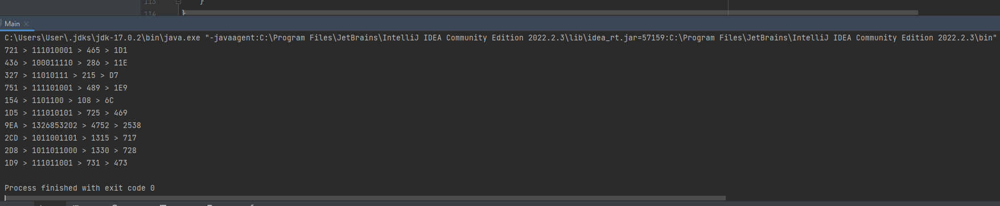 113 }
114 }
Main ×
C:\Users\User\.jdks\jdk-17.0.2\bin\java.exe "-javaagent:C:\Program Files\JetBrains\IntelliJ IDEA Community Edition 2022.2.3\lib\idea_rt.jar=57159:C:\Program Files\JetBrains\IntelliJ IDEA Community Edition 2022.2.3\bin"
721 > 111010001 > 465 > 1D1
436 > 100011110 > 286 > 11E
327 > 11010111 > 215 > D7
751 > 111101001 > 489 > 1E9
154 > 1101100 > 108 > 6C
1D5 > 111010101 > 725 > 469
9EA > 1326853202 > 4752 > 2538
2CD > 1011001101 > 1315 > 717
2D8 > 1011011000 > 1330 > 728
1D9 > 111011001 > 731 > 473
Process finished with exit code 0